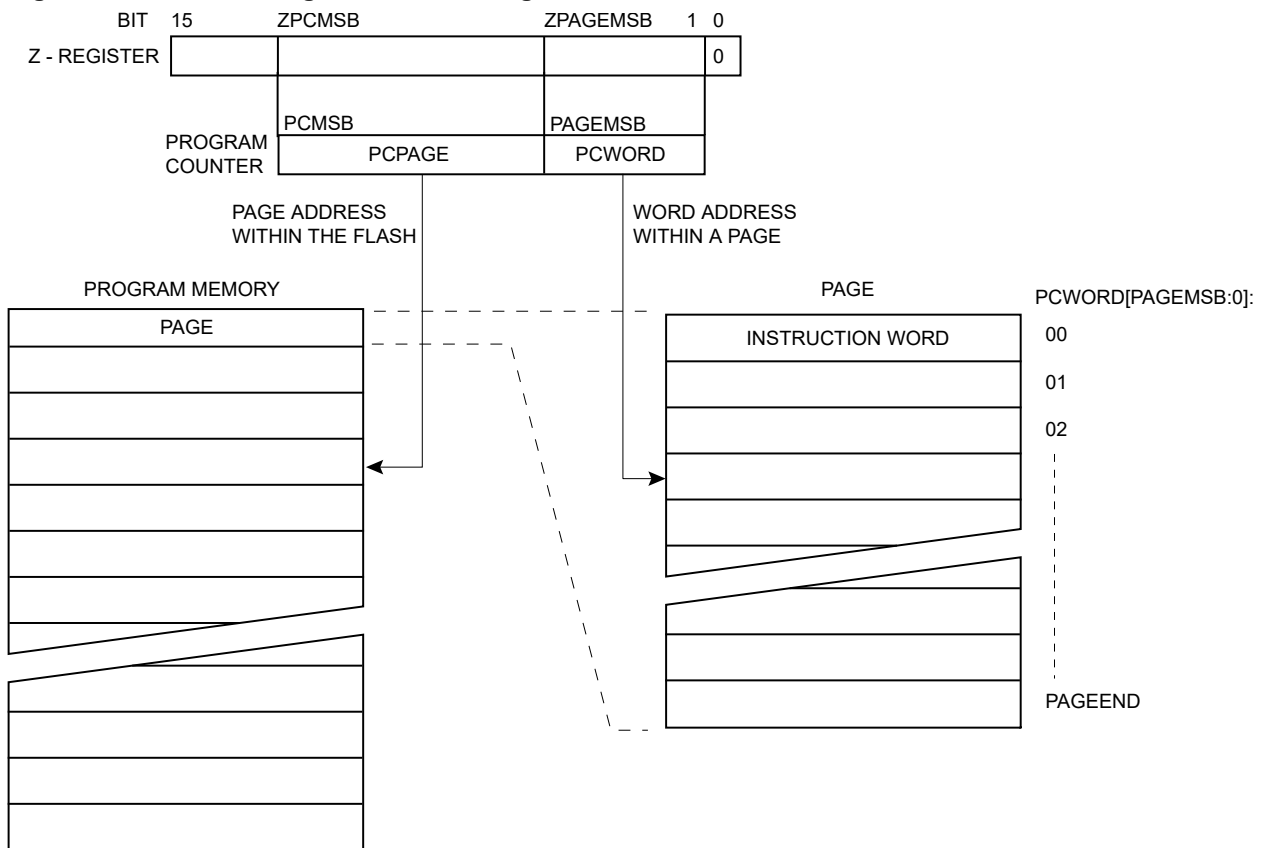 BIT 15 ZPCMSB ZPAGEMSB 1 0
Z - REGISTER 0
PCMSB PAGEMSB
PROGRAM
COUNTER
PCPAGE PCWORD
PAGE ADDRESS
WITHIN THE FLASH
WORD ADDRESS
WITHIN A PAGE
PROGRAM MEMORY
PAGE
PAGE
PCWORD[PAGEMSB:0]:
INSTRUCTION WORD
00
01
02
PAGEEND